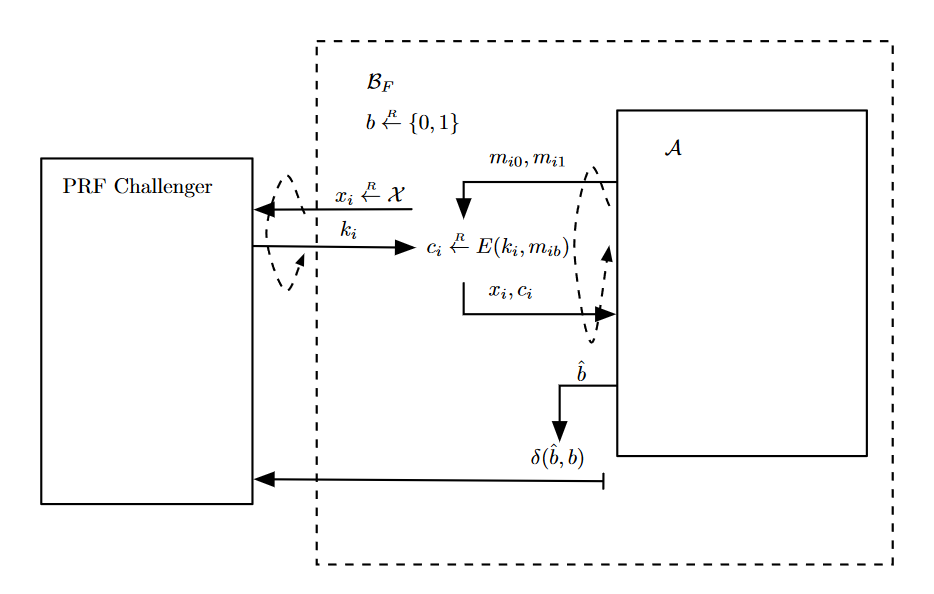 𝓑_F
b ←ᴿ {0, 1}
𝒜
m_{i0}, m_{i1}
PRF Challenger
x_i ←ᴿ 𝒳
k_i
c_i ←ᴿ E(k_i, m_{ib})
x_i, c_i
b̂
δ(b̂, b)